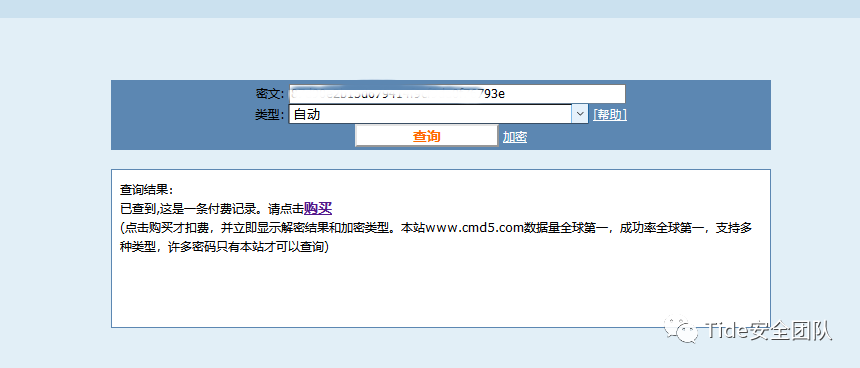 密文: 793e
类型: 自动 [帮助]
查询 加密
查询结果:
已查到,这是一条付费记录。请点击购买
(点击购买才扣费，并立即显示解密结果和加密类型。本站www.cmd5.com数据量全球第一，成功率全球第一，支持多
种类型，许多密码只有本站才可以查询)
Tide安全团队